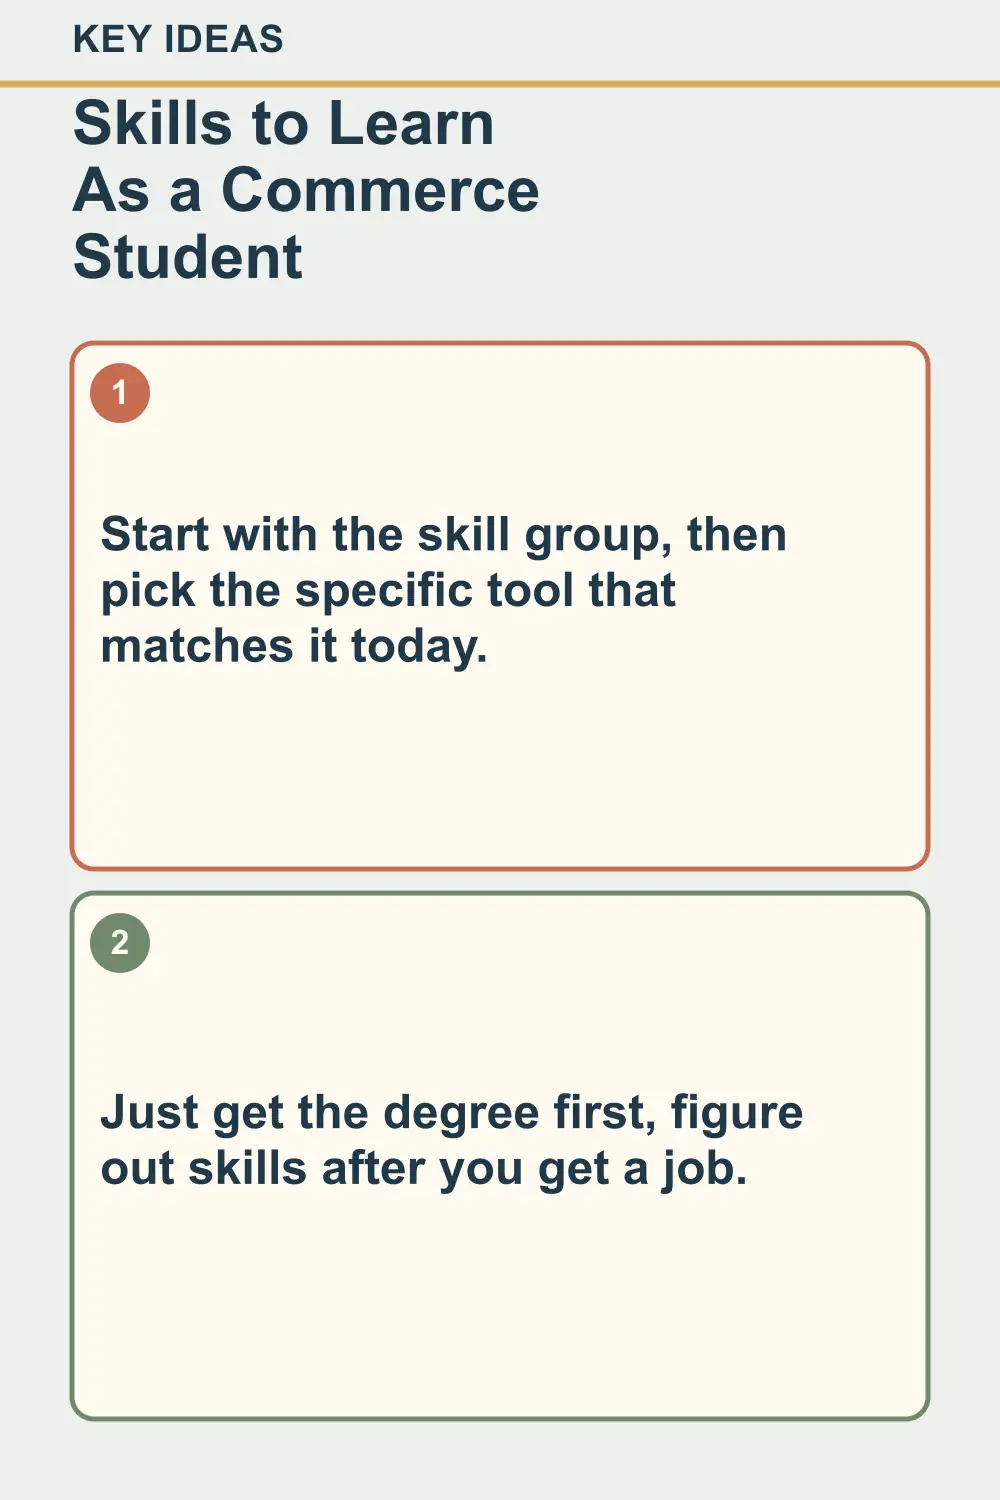 KEY IDEAS
Skills to Learn
As a Commerce
Student
1
Start with the skill group, then
pick the specific tool that
matches it today.
2
Just get the degree first, figure
out skills after you get a job.